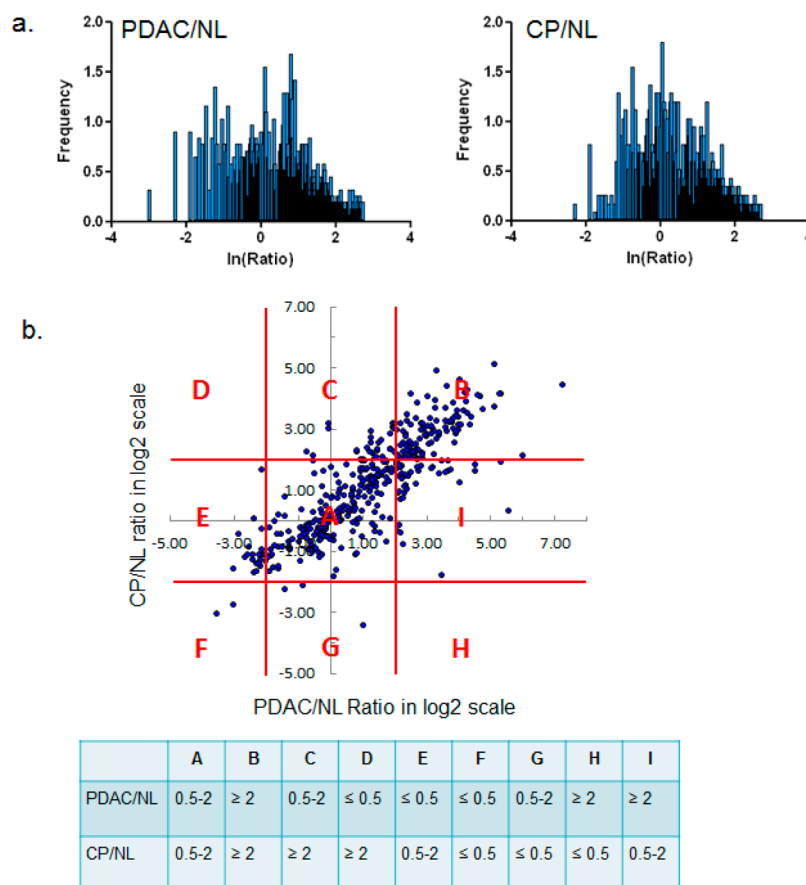 a.
PDAC/NL
CP/NL
2.0
1.5
1.0
0.5
0.0
Frequency
-4
-2
0
2
4
ln(Ratio)
2.0
1.5
1.0
0.5
0.0
Frequency
-4
-2
0
2
4
ln(Ratio)
b.
7.00
5.00
3.00
1.00
-1.00
-3.00
-5.00
CP/NL ratio in log2 scale
-5.00 -3.00 -1.00 1.00 3.00 5.00 7.00
D C B
E A I
F G H
PDAC/NL Ratio in log2 scale
A B C D E F G H I
PDAC/NL 0.5-2 ≥ 2 0.5-2 ≤ 0.5 ≤ 0.5 ≤ 0.5 0.5-2 ≥ 2 ≥ 2
CP/NL 0.5-2 ≥ 2 ≥ 2 ≥ 2 0.5-2 ≤ 0.5 ≤ 0.5 ≤ 0.5 0.5-2